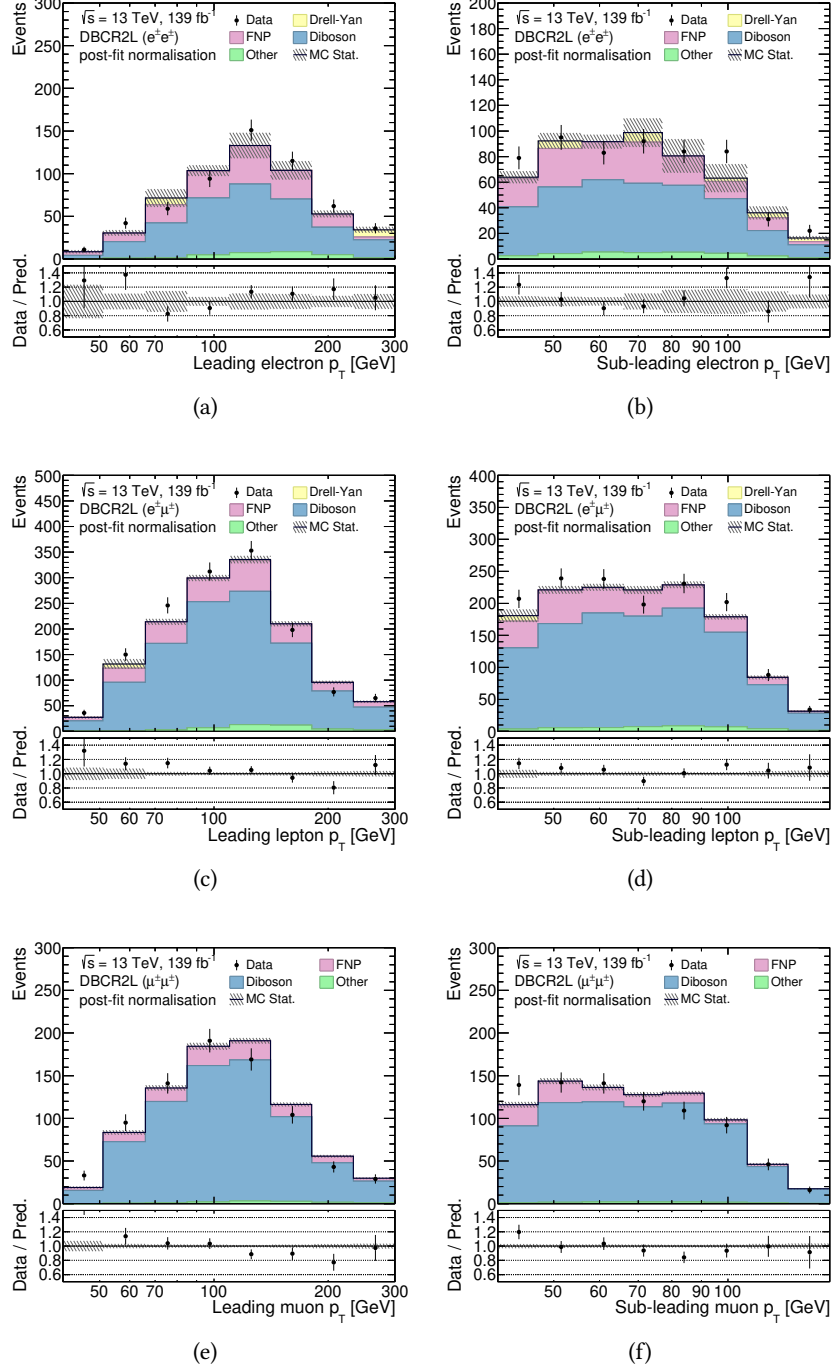 Events
300
250
200
150
100
50
0
√s = 13 TeV, 139 fb⁻¹
DBCR2L (e±e±)
post-fit normalisation
Data Drell-Yan
FNP Diboson
Other MC Stat.
Data / Pred.
1.4
1.2
1.0
0.8
0.6
50 60 70 100 200 300
Leading electron p_T [GeV]
(a)
Events
200
180
160
140
120
100
80
60
40
20
0
√s = 13 TeV, 139 fb⁻¹
DBCR2L (e±e±)
post-fit normalisation
Data Drell-Yan
FNP Diboson
Other MC Stat.
Data / Pred.
1.4
1.2
1.0
0.8
0.6
50 60 70 80 90 100
Sub-leading electron p_T [GeV]
(b)
Events
500
450
400
350
300
250
200
150
100
50
0
√s = 13 TeV, 139 fb⁻¹
DBCR2L (e±μ±)
post-fit normalisation
Data Drell-Yan
FNP Diboson
Other MC Stat.
Data / Pred.
1.4
1.2
1.0
0.8
0.6
50 60 70 100 200 300
Leading lepton p_T [GeV]
(c)
Events
400
350
300
250
200
150
100
50
0
√s = 13 TeV, 139 fb⁻¹
DBCR2L (e±μ±)
post-fit normalisation
Data Drell-Yan
FNP Diboson
Other MC Stat.
Data / Pred.
1.4
1.2
1.0
0.8
0.6
50 60 70 80 90 100
Sub-leading lepton p_T [GeV]
(d)
Events
300
250
200
150
100
50
0
√s = 13 TeV, 139 fb⁻¹
DBCR2L (μ±μ±)
post-fit normalisation
Data FNP
Diboson Other
MC Stat.
Data / Pred.
1.4
1.2
1.0
0.8
0.6
50 60 70 100 200 300
Leading muon p_T [GeV]
(e)
Events
300
250
200
150
100
50
0
√s = 13 TeV, 139 fb⁻¹
DBCR2L (μ±μ±)
post-fit normalisation
Data FNP
Diboson Other
MC Stat.
Data / Pred.
1.4
1.2
1.0
0.8
0.6
50 60 70 80 90 100
Sub-leading muon p_T [GeV]
(f)